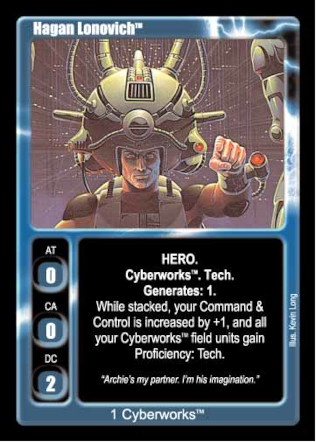 Hagan Lonovich™
AT
0
CA
0
DC
2
HERO.
Cyberworks™. Tech.
Generates: 1.
While stacked, your Command &
Control is increased by +1, and all
your Cyberworks™ field units gain
Proficiency: Tech.
"Archie's my partner. I'm his imagination."
Illus. Kevin Long
1 Cyberworks™